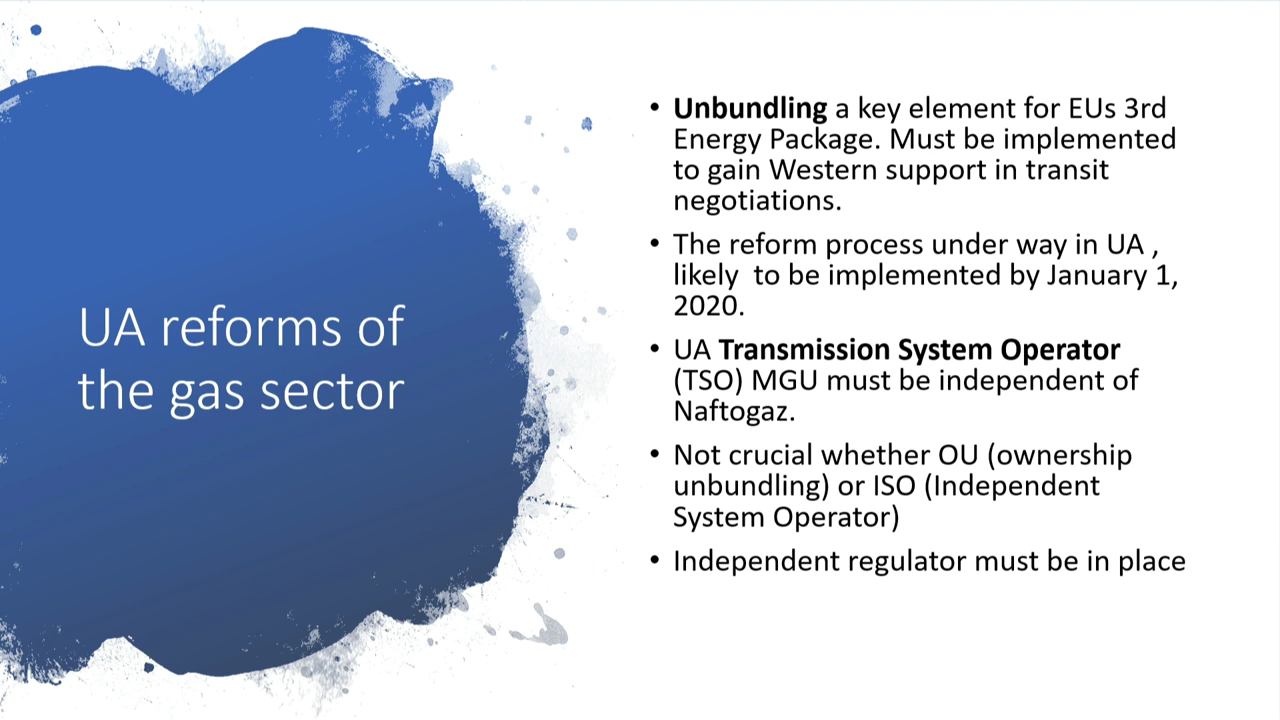 UA reforms of
the gas sector
• Unbundling a key element for EUs 3rd
Energy Package. Must be implemented
to gain Western support in transit
negotiations.
• The reform process under way in UA ,
likely  to be implemented by January 1,
2020.
• UA Transmission System Operator
(TSO) MGU must be independent of
Naftogaz.
• Not crucial whether OU (ownership
unbundling) or ISO (Independent
System Operator)
• Independent regulator must be in place